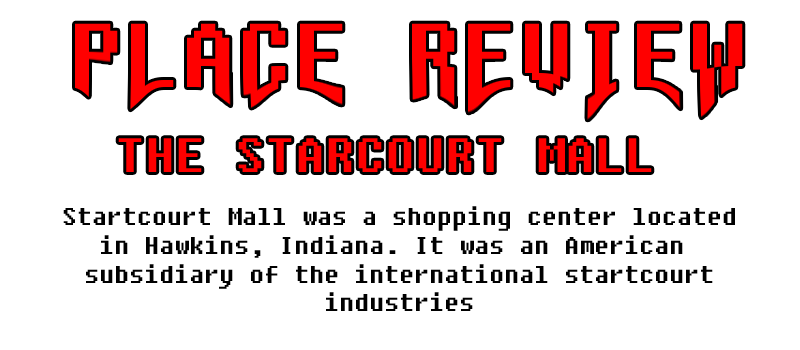 PLACE REVIEW
THE STARCOURT MALL
Startcourt Mall was a shopping center located
in Hawkins, Indiana. It was an American
subsidiary of the international startcourt
industries